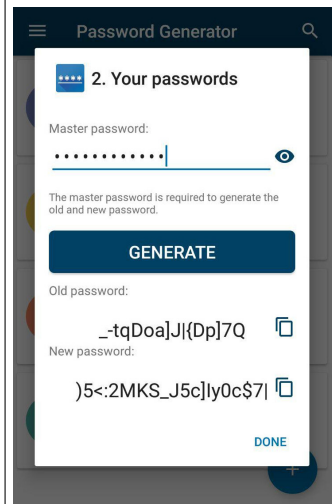 Password Generator
2. Your passwords
Master password:
••••••••••••
The master password is required to generate the
old and new password.
GENERATE
Old password:
_-tqDoa]J|{Dp]7Q
New password:
)5<:2MKS_J5c]Iy0c$7|
DONE